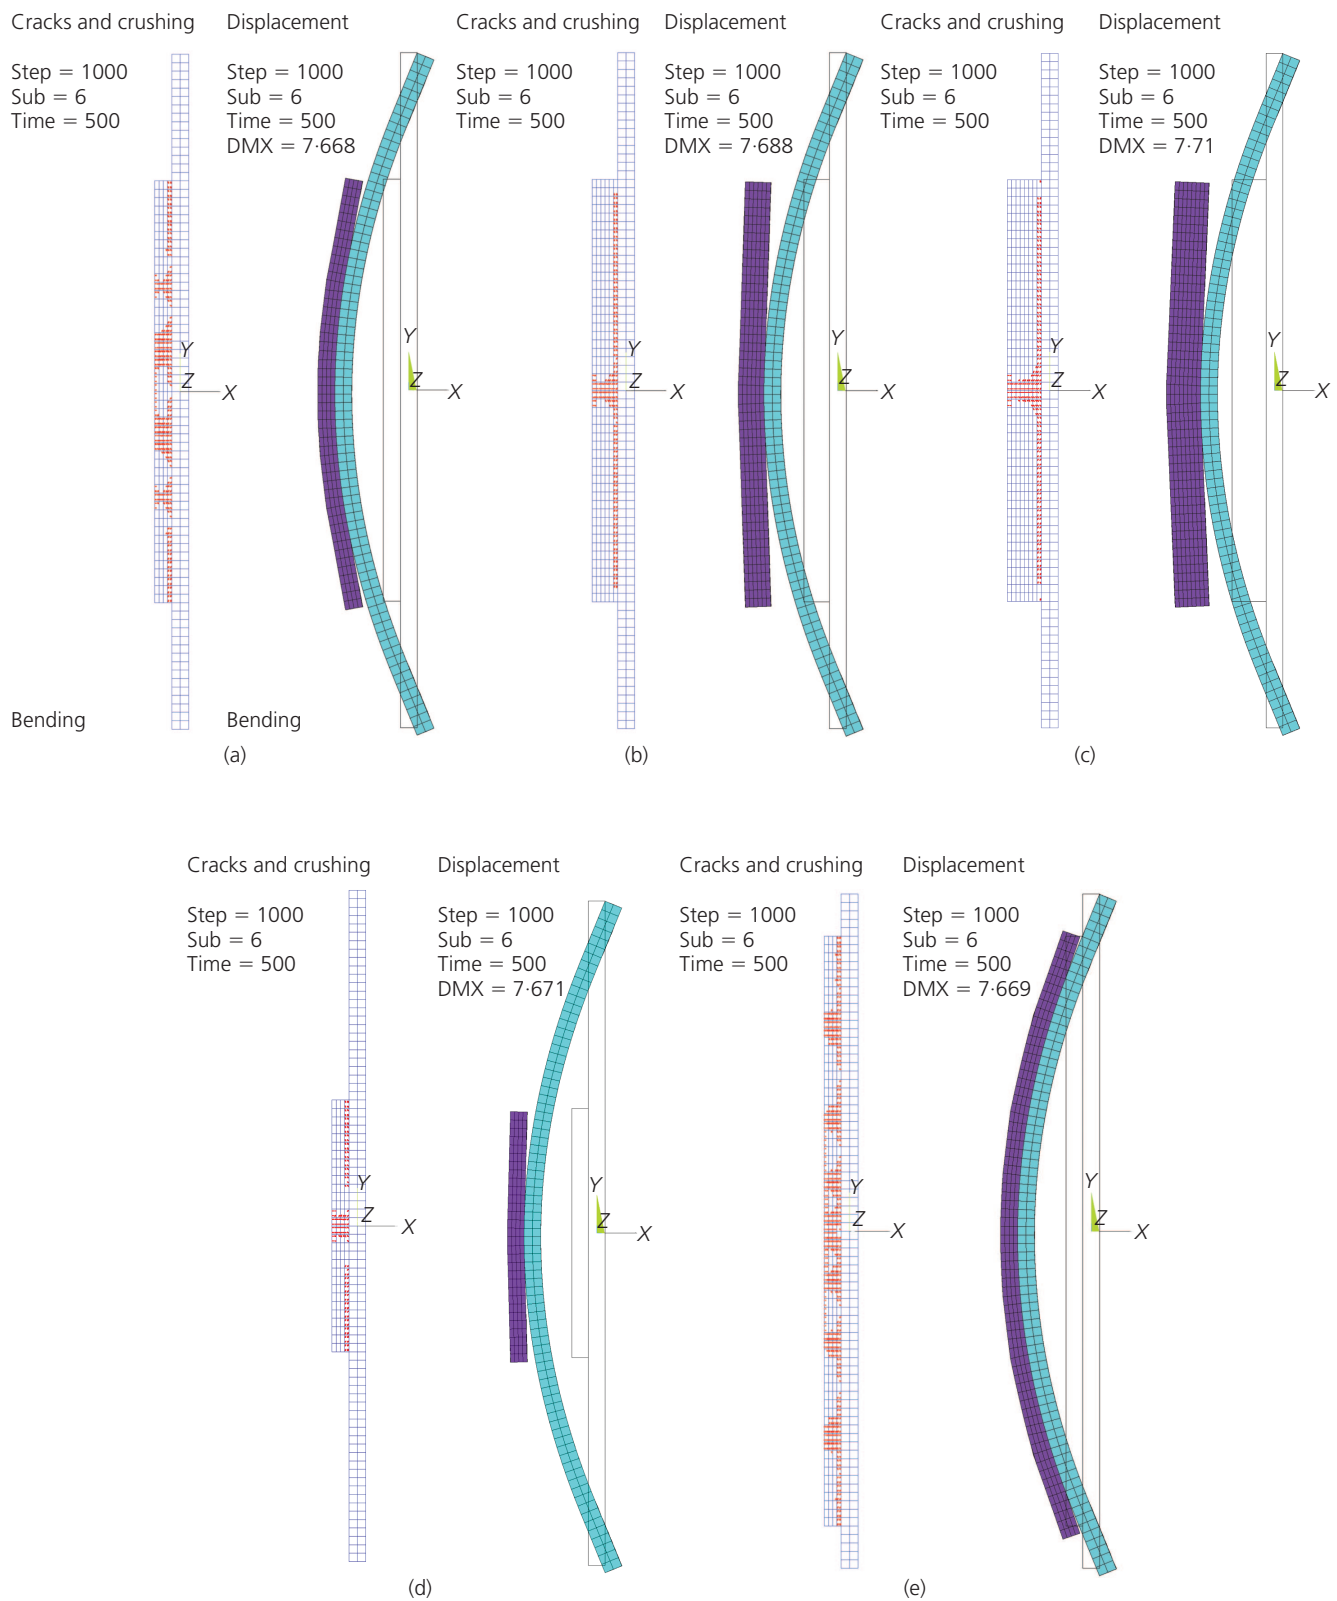 Cracks and crushing
Step = 1000
Sub = 6
Time = 500
Y
Z
X
Bending
Displacement
Step = 1000
Sub = 6
Time = 500
DMX = 7·668
Y
Z
X
Bending
(a)
Cracks and crushing
Step = 1000
Sub = 6
Time = 500
Y
Z
X
Displacement
Step = 1000
Sub = 6
Time = 500
DMX = 7·688
Y
Z
X
(b)
Cracks and crushing
Step = 1000
Sub = 6
Time = 500
Y
Z
X
Displacement
Step = 1000
Sub = 6
Time = 500
DMX = 7·71
Y
Z
X
(c)
Cracks and crushing
Step = 1000
Sub = 6
Time = 500
Y
Z
X
Displacement
Step = 1000
Sub = 6
Time = 500
DMX = 7·671
Y
Z
X
(d)
Cracks and crushing
Step = 1000
Sub = 6
Time = 500
Y
Z
X
Displacement
Step = 1000
Sub = 6
Time = 500
DMX = 7·669
Y
Z
X
(e)